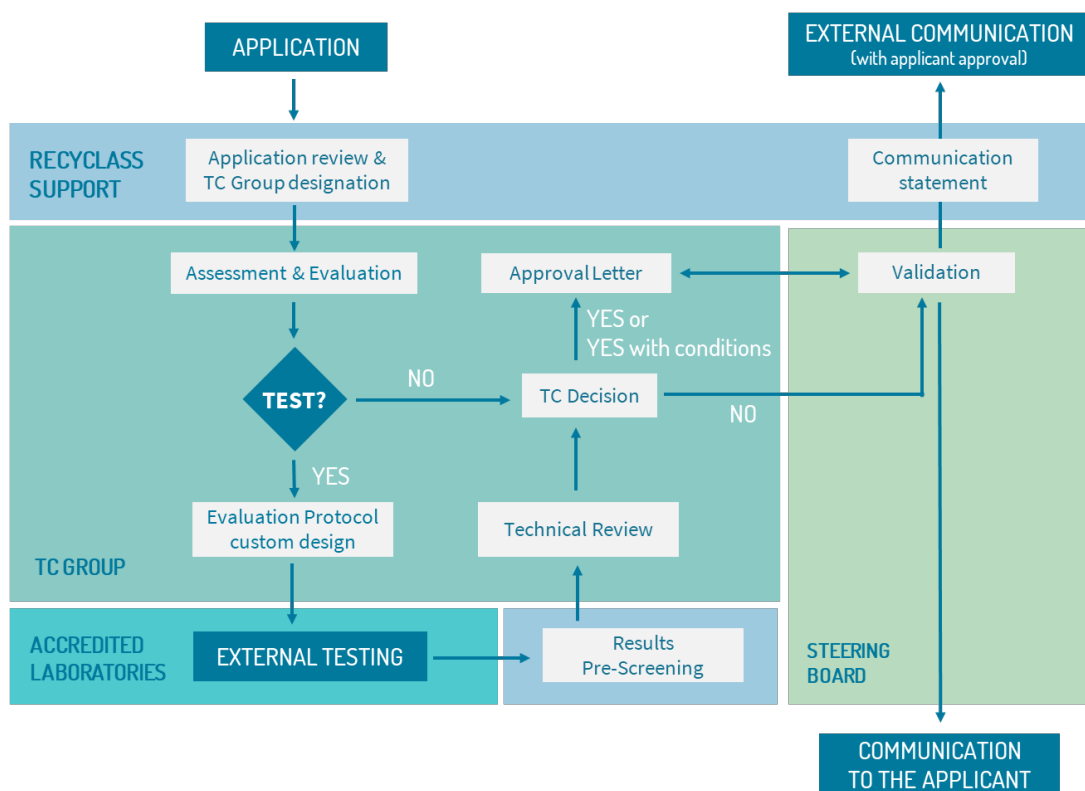 APPLICATION
EXTERNAL COMMUNICATION
(with applicant approval)
RECYCLASS
SUPPORT
Application review &
TC Group designation
Communication
statement
Assessment & Evaluation
Approval Letter
Validation
YES or
YES with conditions
TEST?
NO
TC Decision
NO
YES
Evaluation Protocol
custom design
Technical Review
TC GROUP
ACCREDITED
LABORATORIES
EXTERNAL TESTING
Results
Pre-Screening
STEERING
BOARD
COMMUNICATION
TO THE APPLICANT